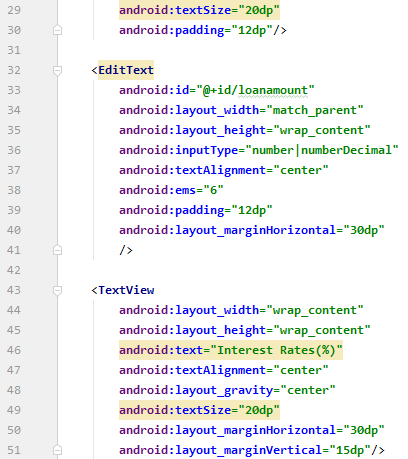 29 android:textSize="20dp"
30 android:padding="12dp"/>
31
32 <EditText
33 android:id="@+id/loanamount"
34 android:layout_width="match_parent"
35 android:layout_height="wrap_content"
36 android:inputType="number|numberDecimal"
37 android:textAlignment="center"
38 android:ems="6"
39 android:padding="12dp"
40 android:layout_marginHorizontal="30dp"
41 />
42
43 <TextView
44 android:layout_width="wrap_content"
45 android:layout_height="wrap_content"
46 android:text="Interest Rates(%)"
47 android:textAlignment="center"
48 android:layout_gravity="center"
49 android:textSize="20dp"
50 android:layout_marginHorizontal="30dp"
51 android:layout_marginVertical="15dp"/>